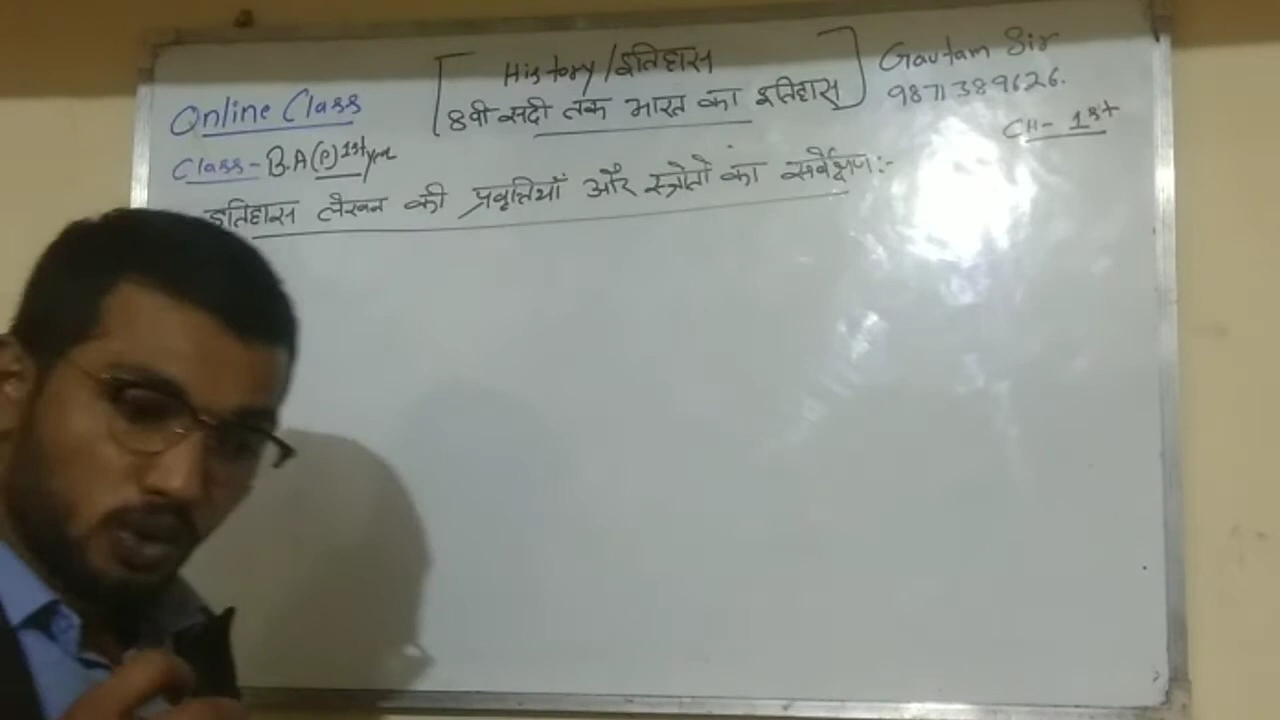 History/इतिहास
8वी सदी तक भारत का इतिहास
Gautam Sir
9871389626.
Online Class
Class- B.A(P) 1st year
CH- 1st
इतिहास लेखन की प्रवृत्तियाँ और स्त्रोतों का सर्वेक्षण:-